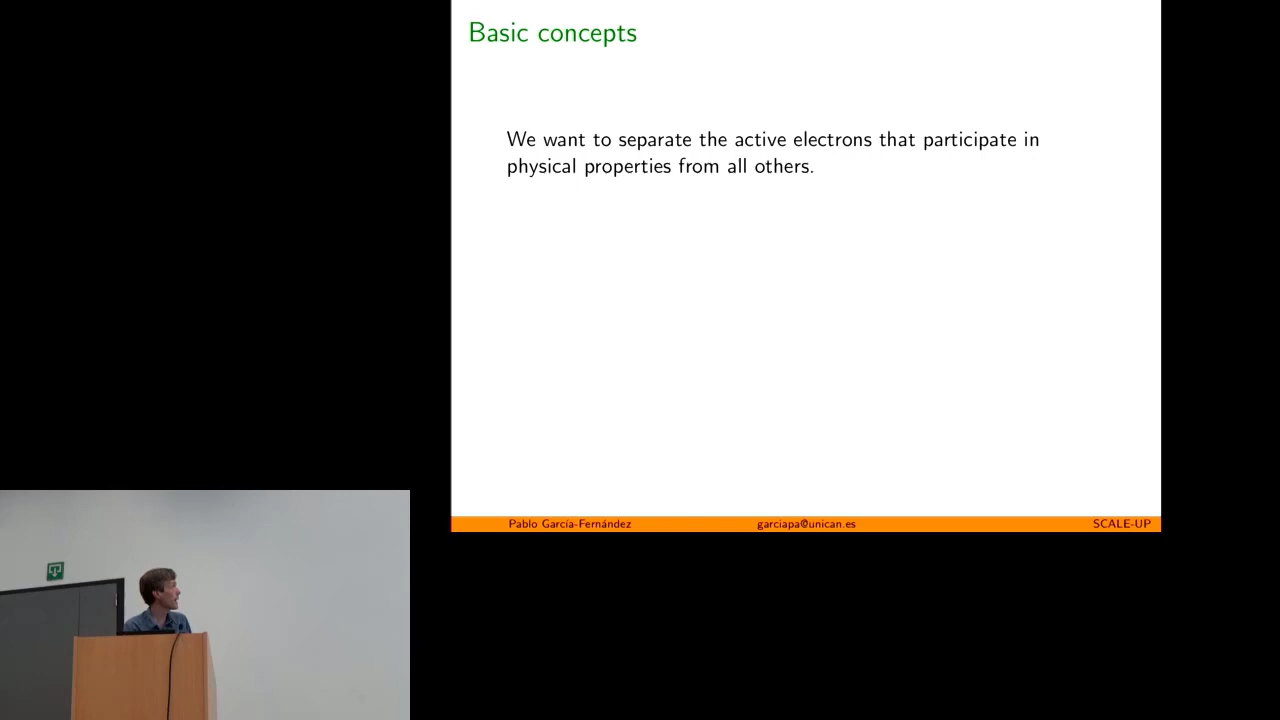 Basic concepts
We want to separate the active electrons that participate in
physical properties from all others.
Pablo García-Fernández garciapa@unican.es SCALE-UP